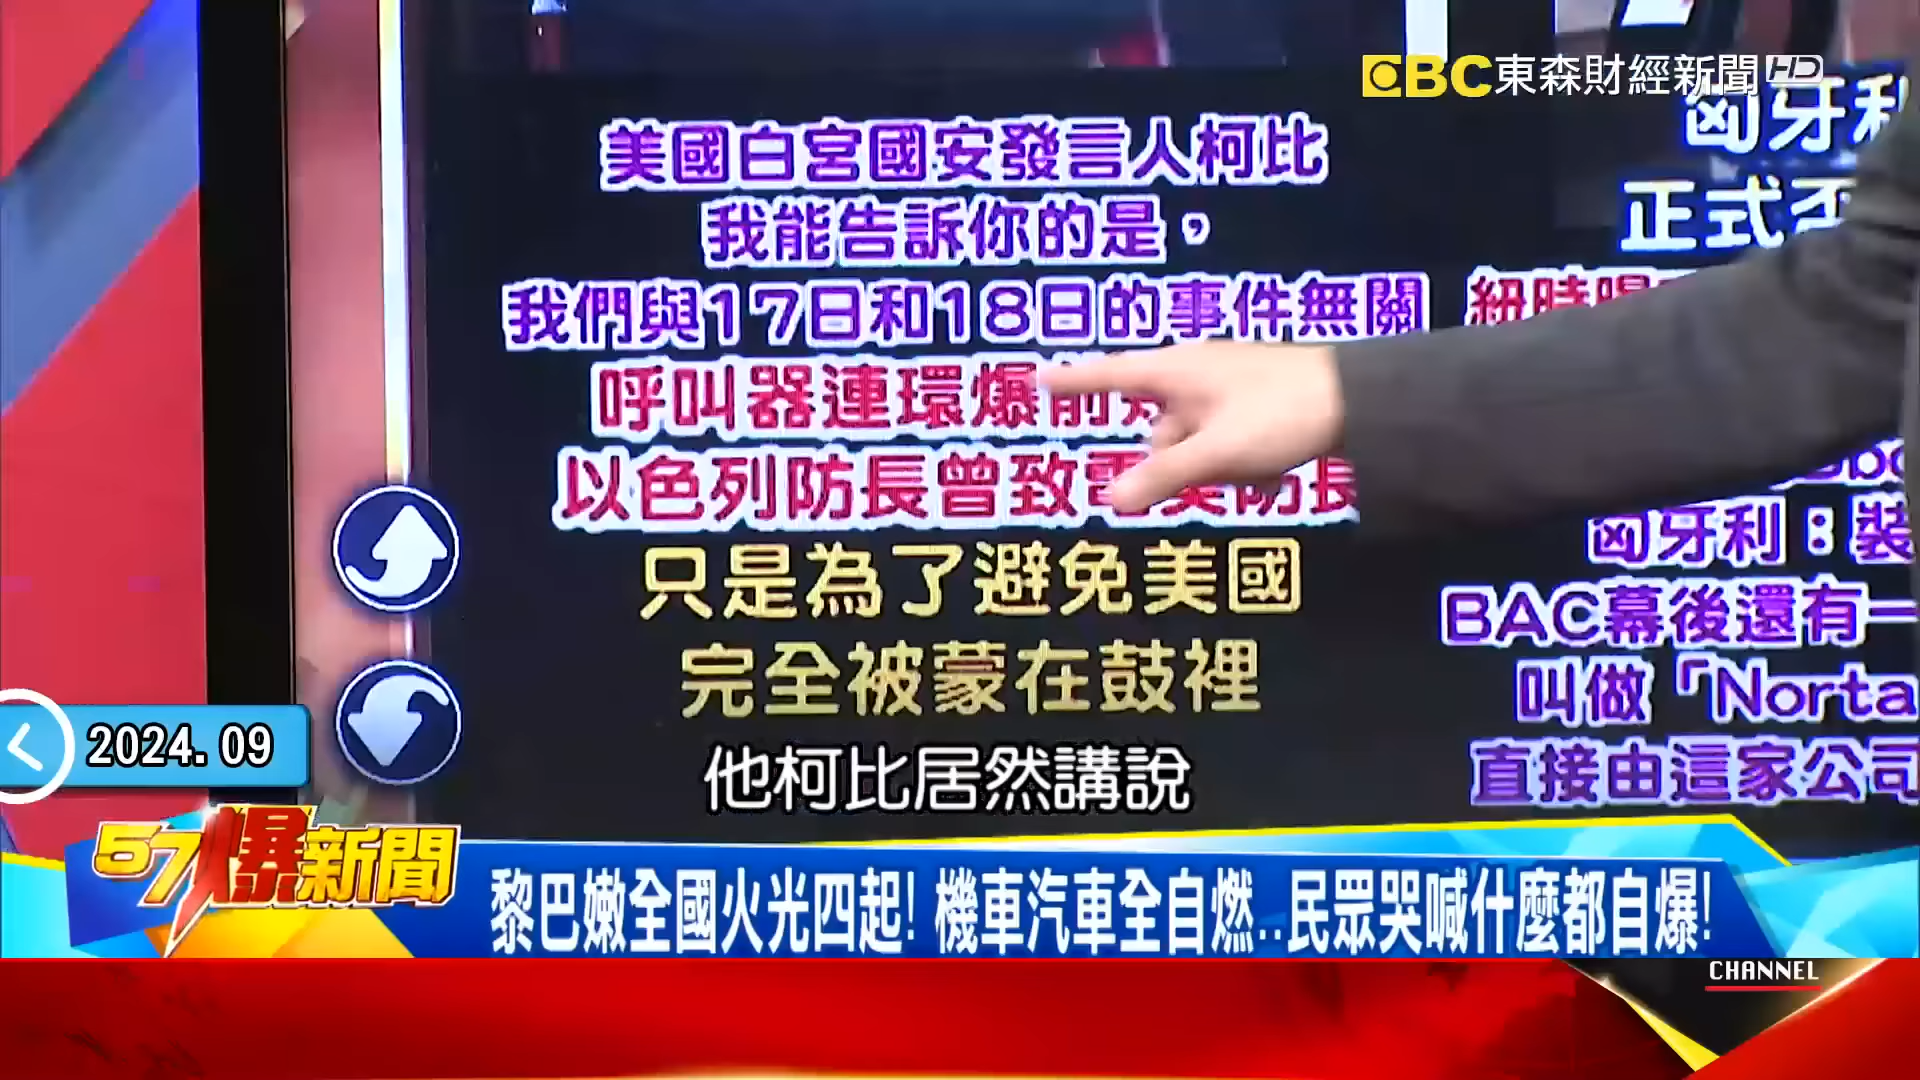 EBC東森財經新聞HD
美國白宮國安發言人柯比
我能告訴你的是，
我們與17日和18日的事件無關
呼叫器連環爆前
以色列防長曾致電美防長
只是為了避免美國
完全被蒙在鼓裡
匈牙利
正式否
紐時曝
匈牙利：裝
BAC幕後還有一
叫做「Norta
直接由這家公司
他柯比居然講說
2024.09
57爆新聞
黎巴嫩全國火光四起! 機車汽車全自燃..民眾哭喊什麼都自爆!
CHANNEL